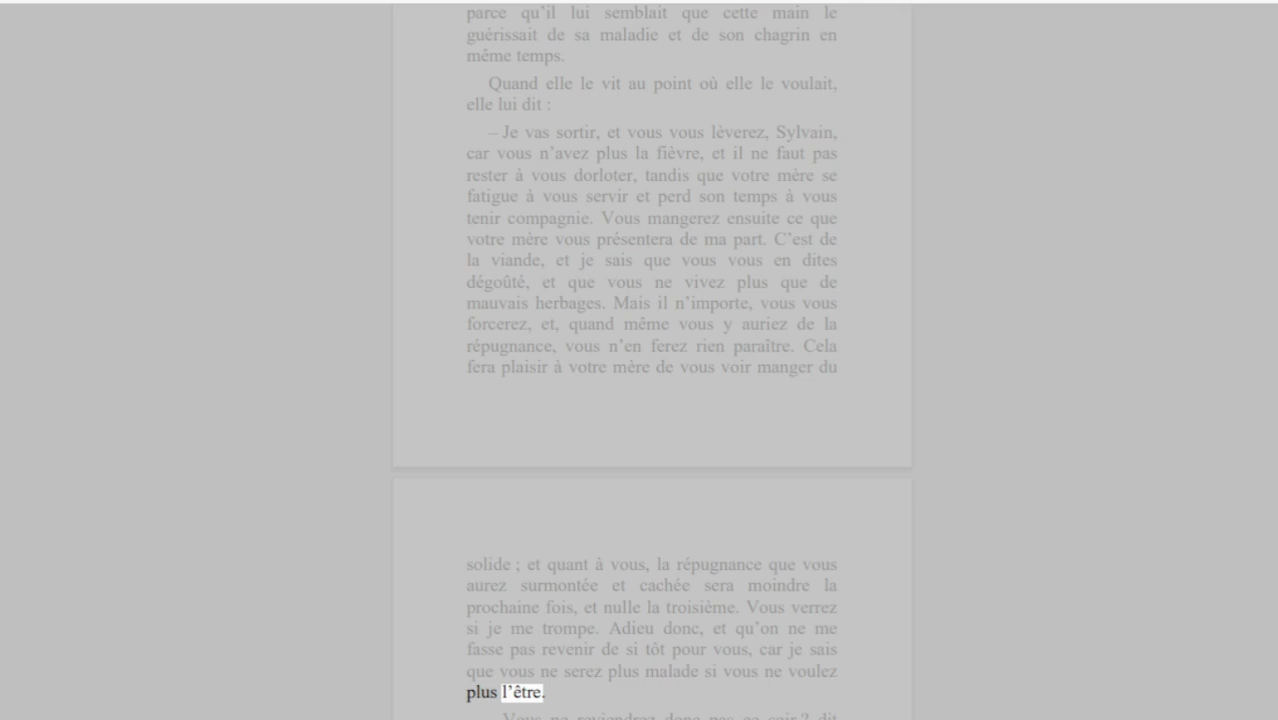 parce qu'il lui semblait que cette main le
guérissait de sa maladie et de son chagrin en
même temps.
Quand elle le vit au point où elle le voulait,
elle lui dit :
– Je vas sortir, et vous vous lèverez, Sylvain,
car vous n'avez plus la fièvre, et il ne faut pas
rester à vous dorloter, tandis que votre mère se
fatigue à vous servir et perd son temps à vous
tenir compagnie. Vous mangerez ensuite ce que
votre mère vous présentera de ma part. C'est de
la viande, et je sais que vous vous en dites
dégoûté, et que vous ne vivez plus que de
mauvais herbages. Mais il n'importe, vous vous
forcerez, et, quand même vous y auriez de la
répugnance, vous n'en ferez rien paraître. Cela
fera plaisir à votre mère de vous voir manger du
solide ; et quant à vous, la répugnance que vous
aurez surmontée et cachée sera moindre la
prochaine fois, et nulle la troisième. Vous verrez
si je me trompe. Adieu donc, et qu'on ne me
fasse pas revenir de si tôt pour vous, car je sais
que vous ne serez plus malade si vous ne voulez
plus l'être.
Vous ne reviendrez donc pas ce soir ? dit